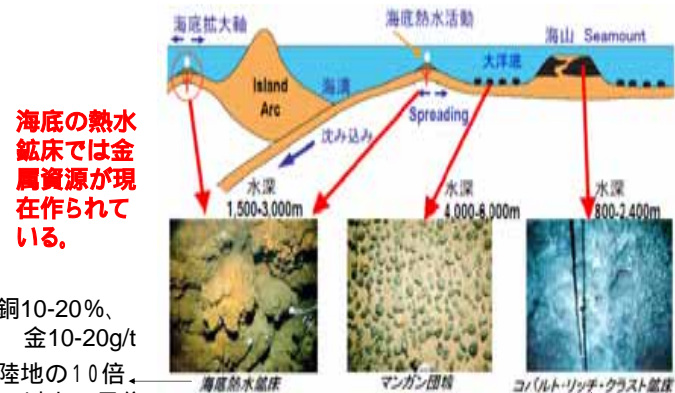 海底拡大軸
海底熱水活動
海山 Seamount
大洋底
Island
Arc
海溝
Spreading
沈み込み
海底の熱水
鉱床では金
属資源が現
在作られて
いる。
水深
1,500-3,000m
水深
4,000-6,000m
水深
800-2,400m
銅10-20%、
金10-20g/t
陸地の10倍
海底熱水鉱床
マンガン団塊
コバルト・リッチ・クラスト鉱床